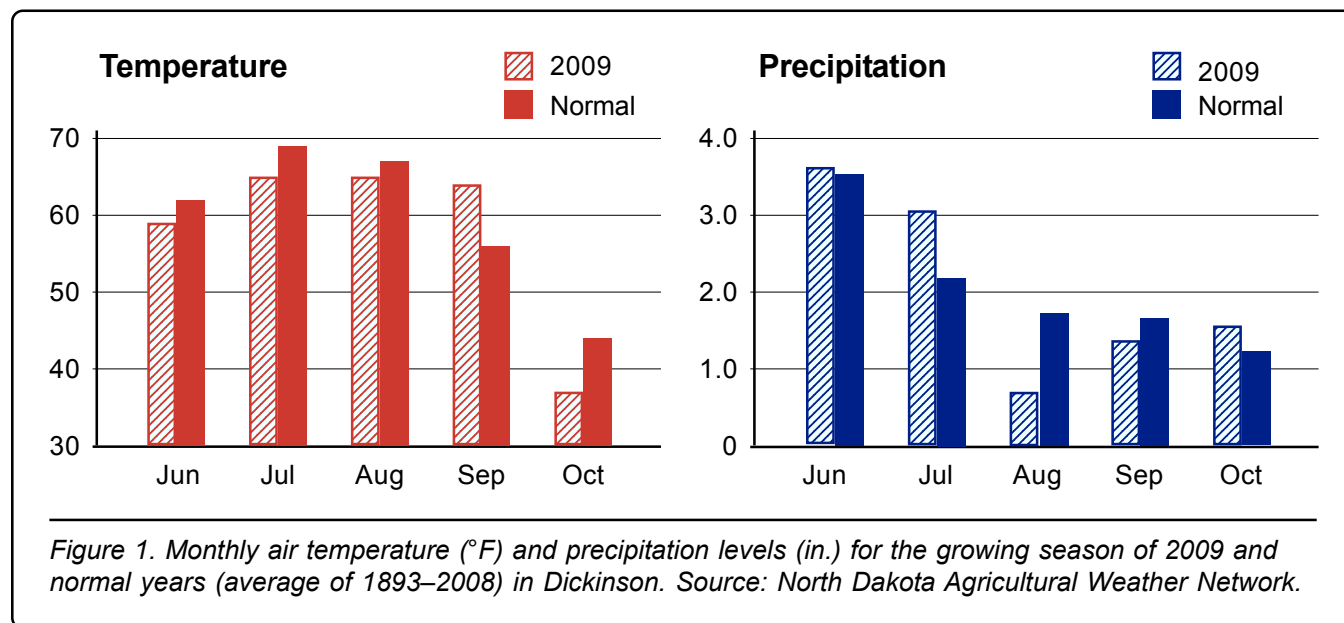 Temperature
2009
Normal
70
60
50
40
30
Jun Jul Aug Sep Oct
Precipitation
2009
Normal
4.0
3.0
2.0
1.0
0
Jun Jul Aug Sep Oct
Figure 1. Monthly air temperature (°F) and precipitation levels (in.) for the growing season of 2009 and
normal years (average of 1893–2008) in Dickinson. Source: North Dakota Agricultural Weather Network.